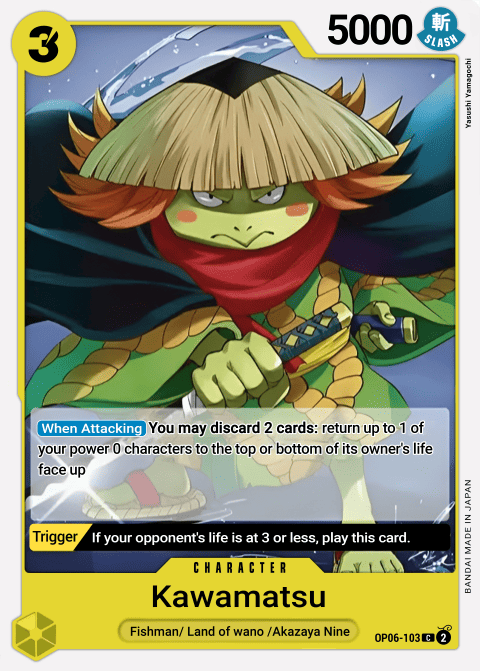 3
5000
斬
SLASH
Yasushi Yamagochi
When Attacking You may discard 2 cards: return up to 1 of
your power 0 characters to the top or bottom of its owner's life
face up
Trigger If your opponent's life is at 3 or less, play this card.
BANDAI MADE IN JAPAN
CHARACTER
Kawamatsu
Fishman/ Land of wano /Akazaya Nine
OP06-103 C 2